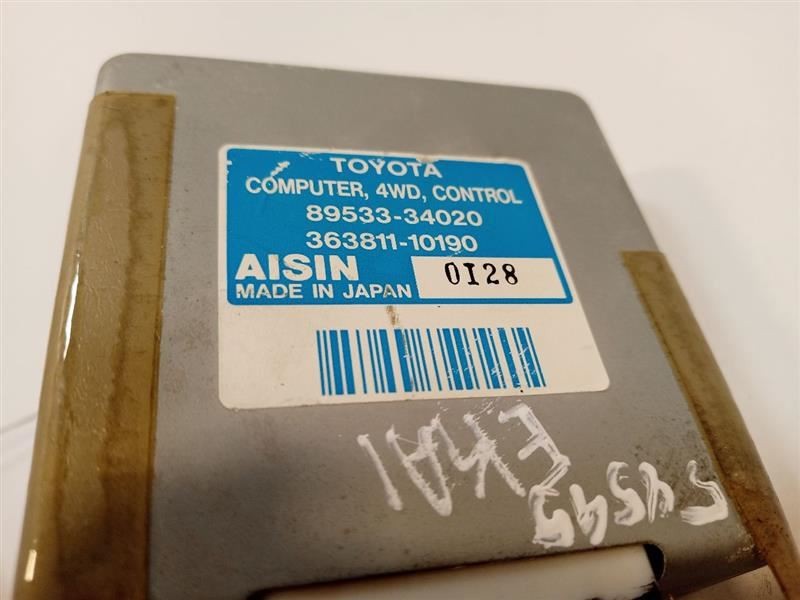 TOYOTA
COMPUTER, 4WD, CONTROL
89533-34020
363811-10190
AISIN
MADE IN JAPAN
0I28